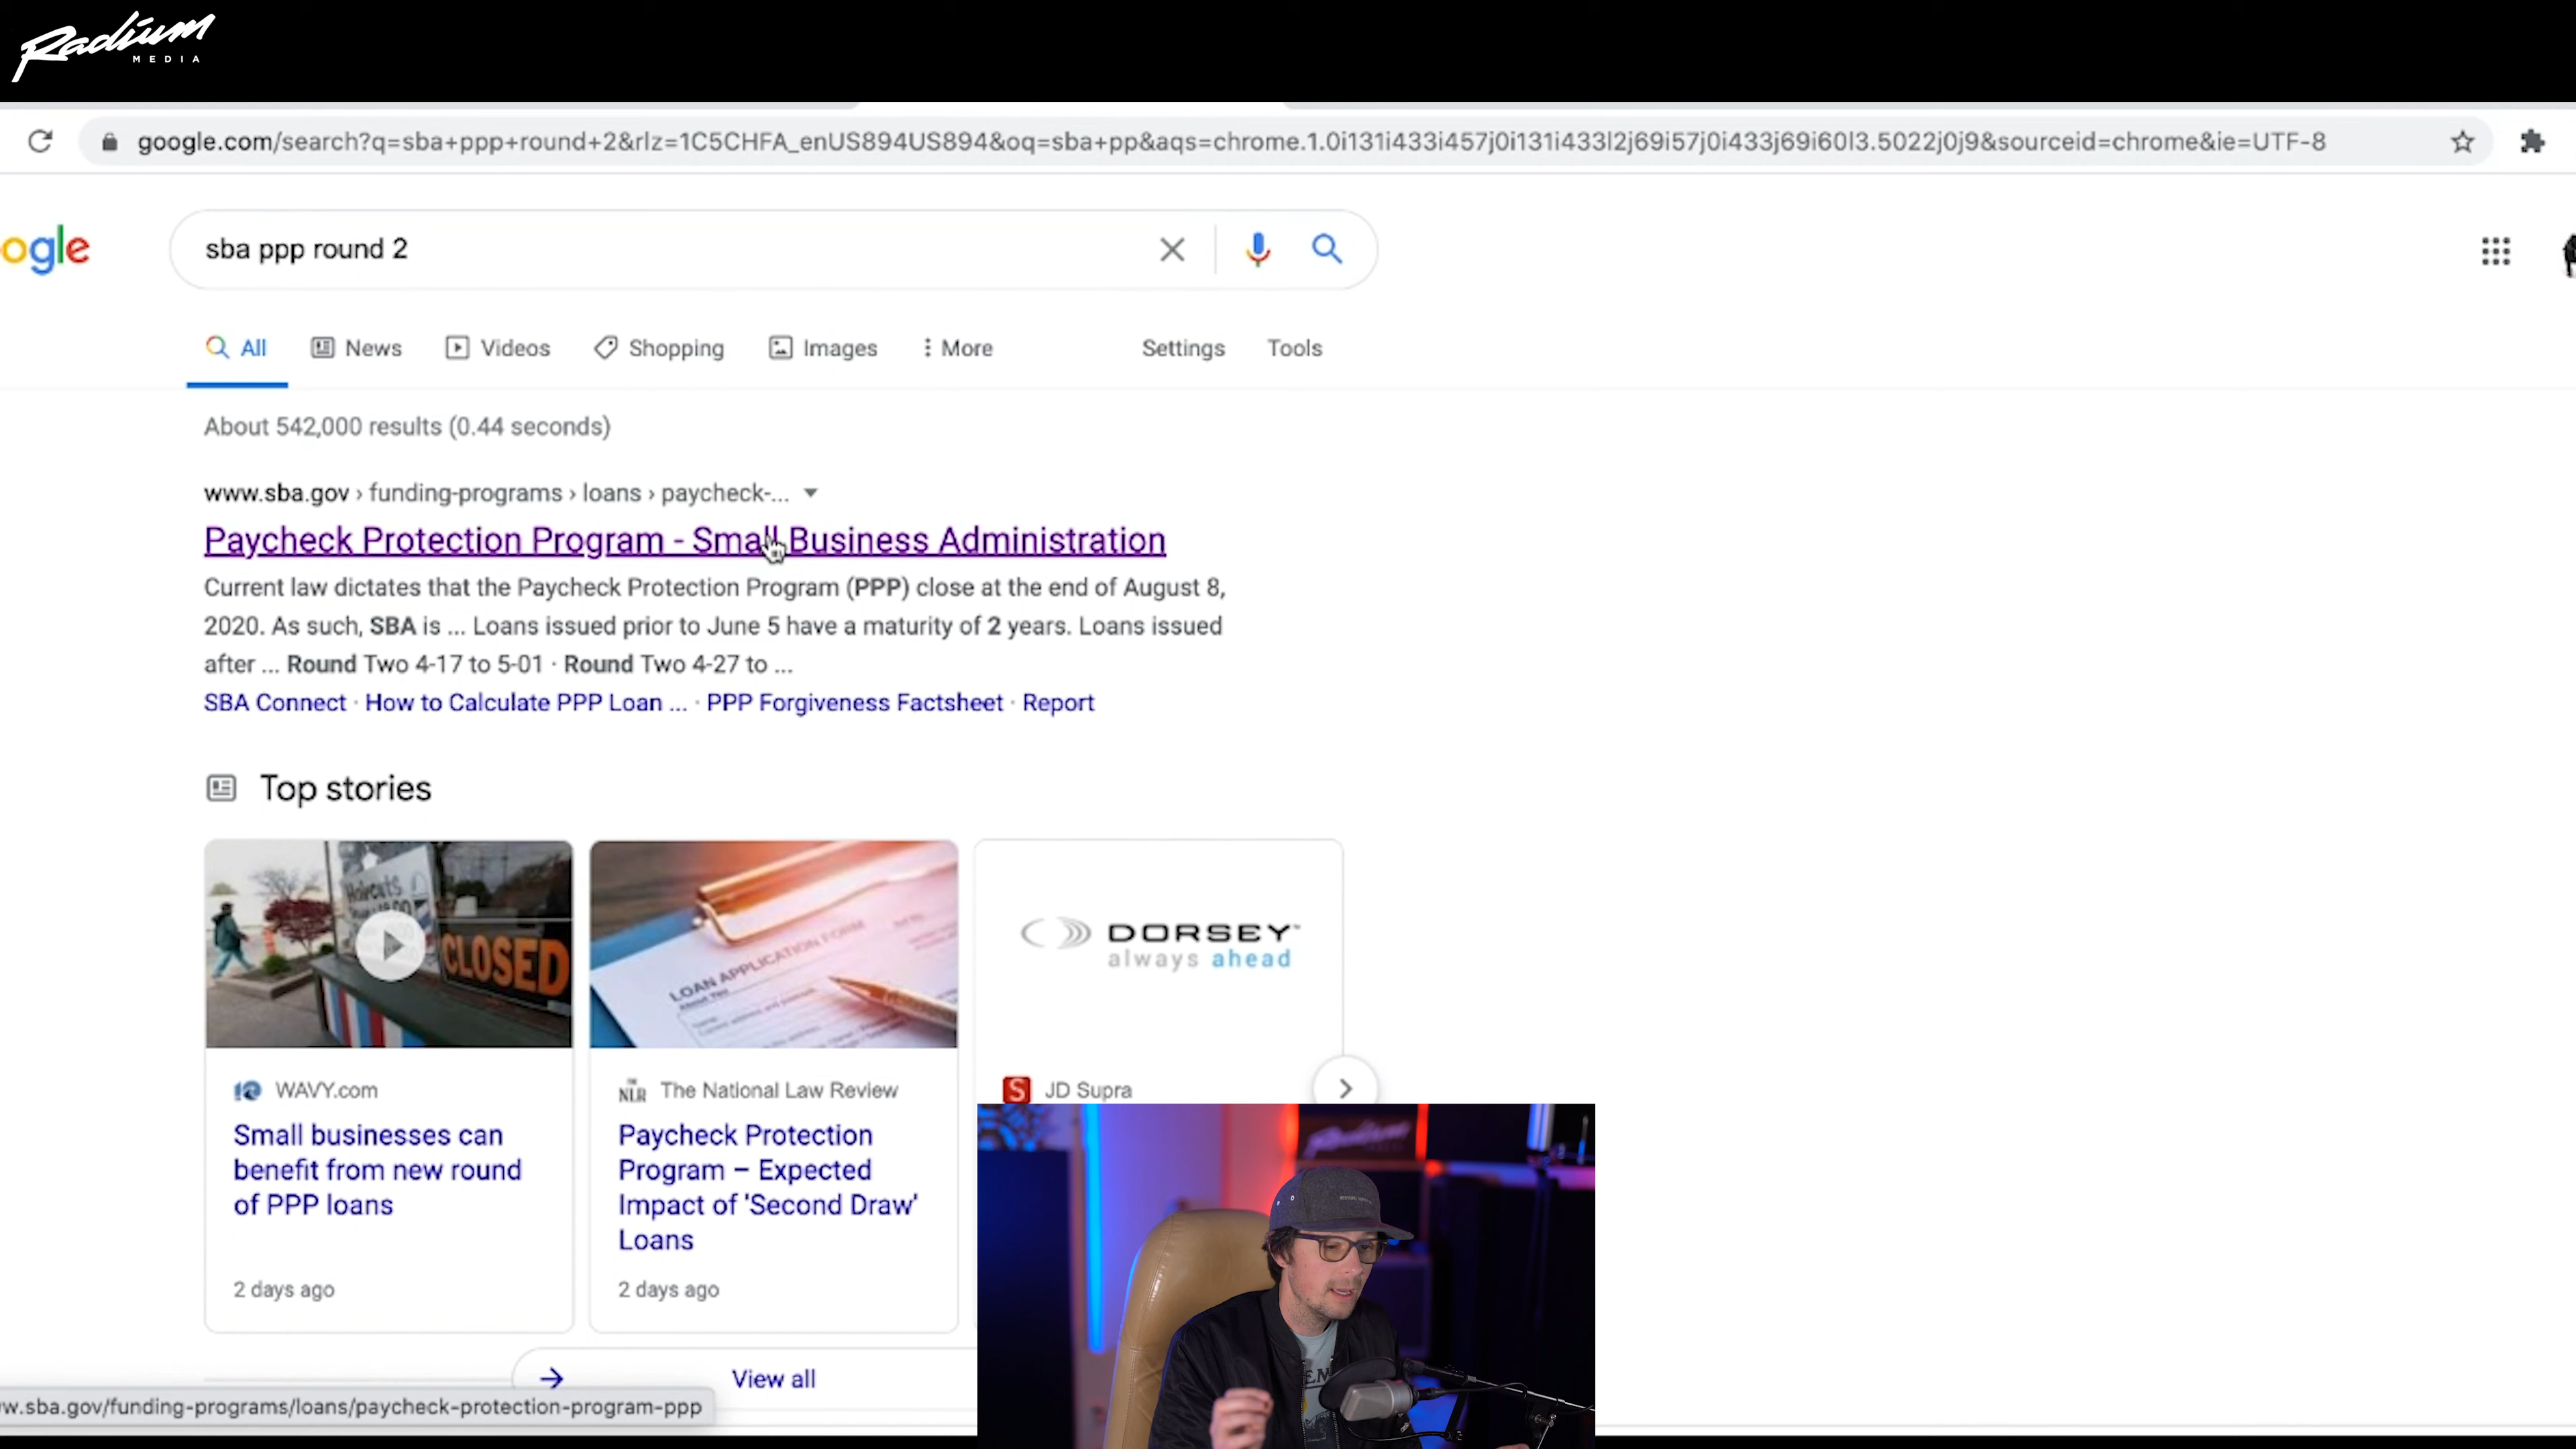 Radium
MEDIA
google.com/search?q=sba+ppp+round+2&rlz=1C5CHFA_enUS894US894&oq=sba+pp&aqs=chrome.1.0i131i433i457j0i131i433l2j69i57j0i433j69i60l3.5022j0j9&sourceid=chrome&ie=UTF-8
ogle
sba ppp round 2
All News Videos Shopping Images More Settings Tools
About 542,000 results (0.44 seconds)
www.sba.gov › funding-programs › loans › paycheck-...
Paycheck Protection Program - Small Business Administration
Current law dictates that the Paycheck Protection Program (PPP) close at the end of August 8,
2020. As such, SBA is ... Loans issued prior to June 5 have a maturity of 2 years. Loans issued
after ... Round Two 4-17 to 5-01 · Round Two 4-27 to ...
SBA Connect · How to Calculate PPP Loan ... · PPP Forgiveness Factsheet · Report
Top stories
Haircuts
CLOSED
LOAN APPLICATION FORM
About You
DORSEY™
always ahead
WAVY.com
Small businesses can
benefit from new round
of PPP loans
2 days ago
THE NLR The National Law Review
Paycheck Protection
Program – Expected
Impact of 'Second Draw'
Loans
2 days ago
S JD Supra
Radium
View all
w.sba.gov/funding-programs/loans/paycheck-protection-program-ppp